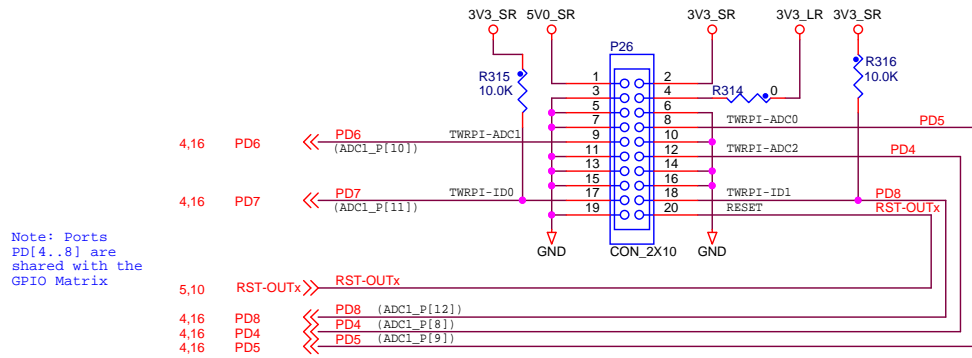 3V3_SR 5V0_SR 3V3_SR 3V3_LR 3V3_SR
P26
R315
10.0K
R316
10.0K
1 2
3 4 R314 0
5 6
7 8 TWRPI-ADC0 PD5
4,16 PD6 PD6 TWRPI-ADC1 9 10
(ADC1_P[10]) 11 12 TWRPI-ADC2 PD4
13 14
15 16
4,16 PD7 PD7 TWRPI-ID0 17 18 TWRPI-ID1 PD8
(ADC1_P[11]) 19 20 RESET RST-OUTx
GND CON_2X10 GND
Note: Ports
PD[4..8] are
shared with the
GPIO Matrix
5,10 RST-OUTx RST-OUTx
4,16 PD8 PD8 (ADC1_P[12])
4,16 PD4 PD4 (ADC1_P[8])
4,16 PD5 PD5 (ADC1_P[9])